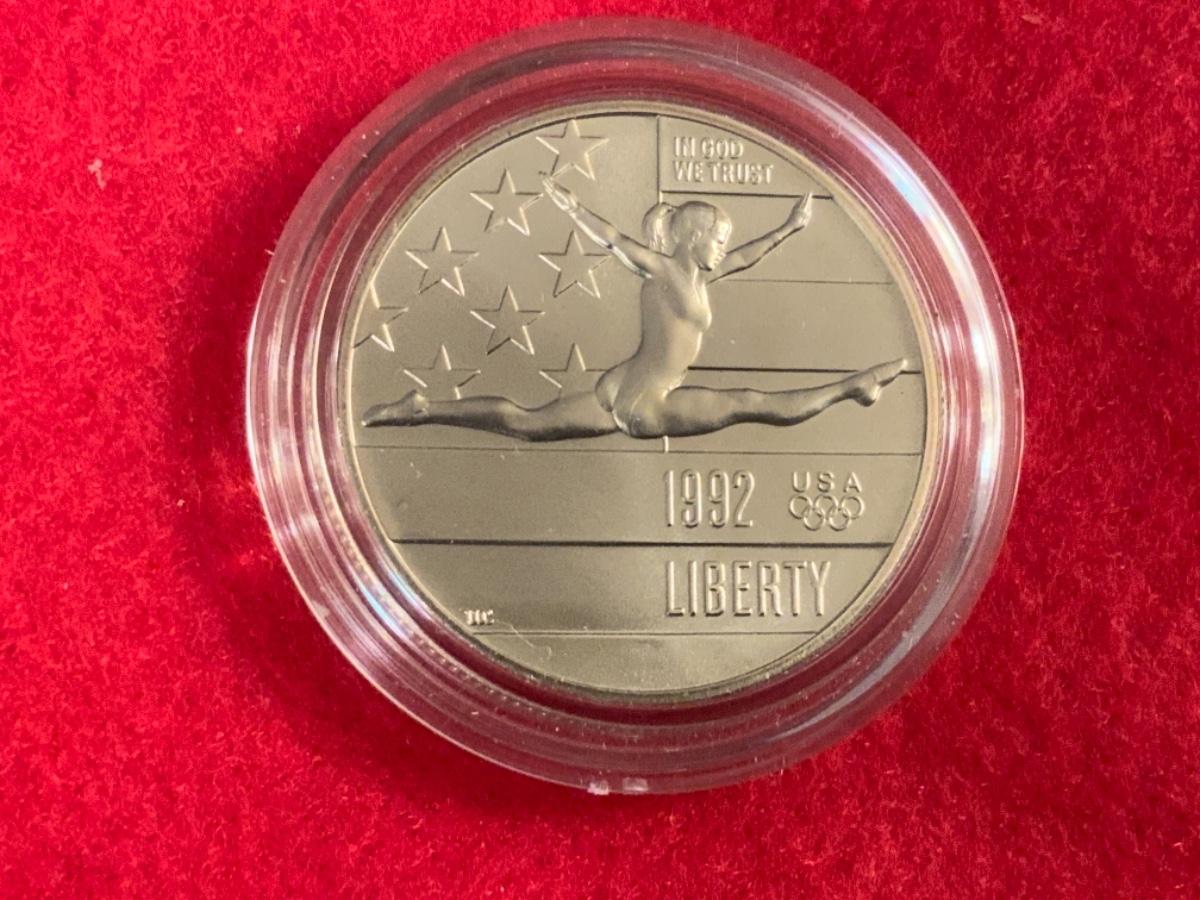 IN GOD
WE TRUST
1992
USA
LIBERTY